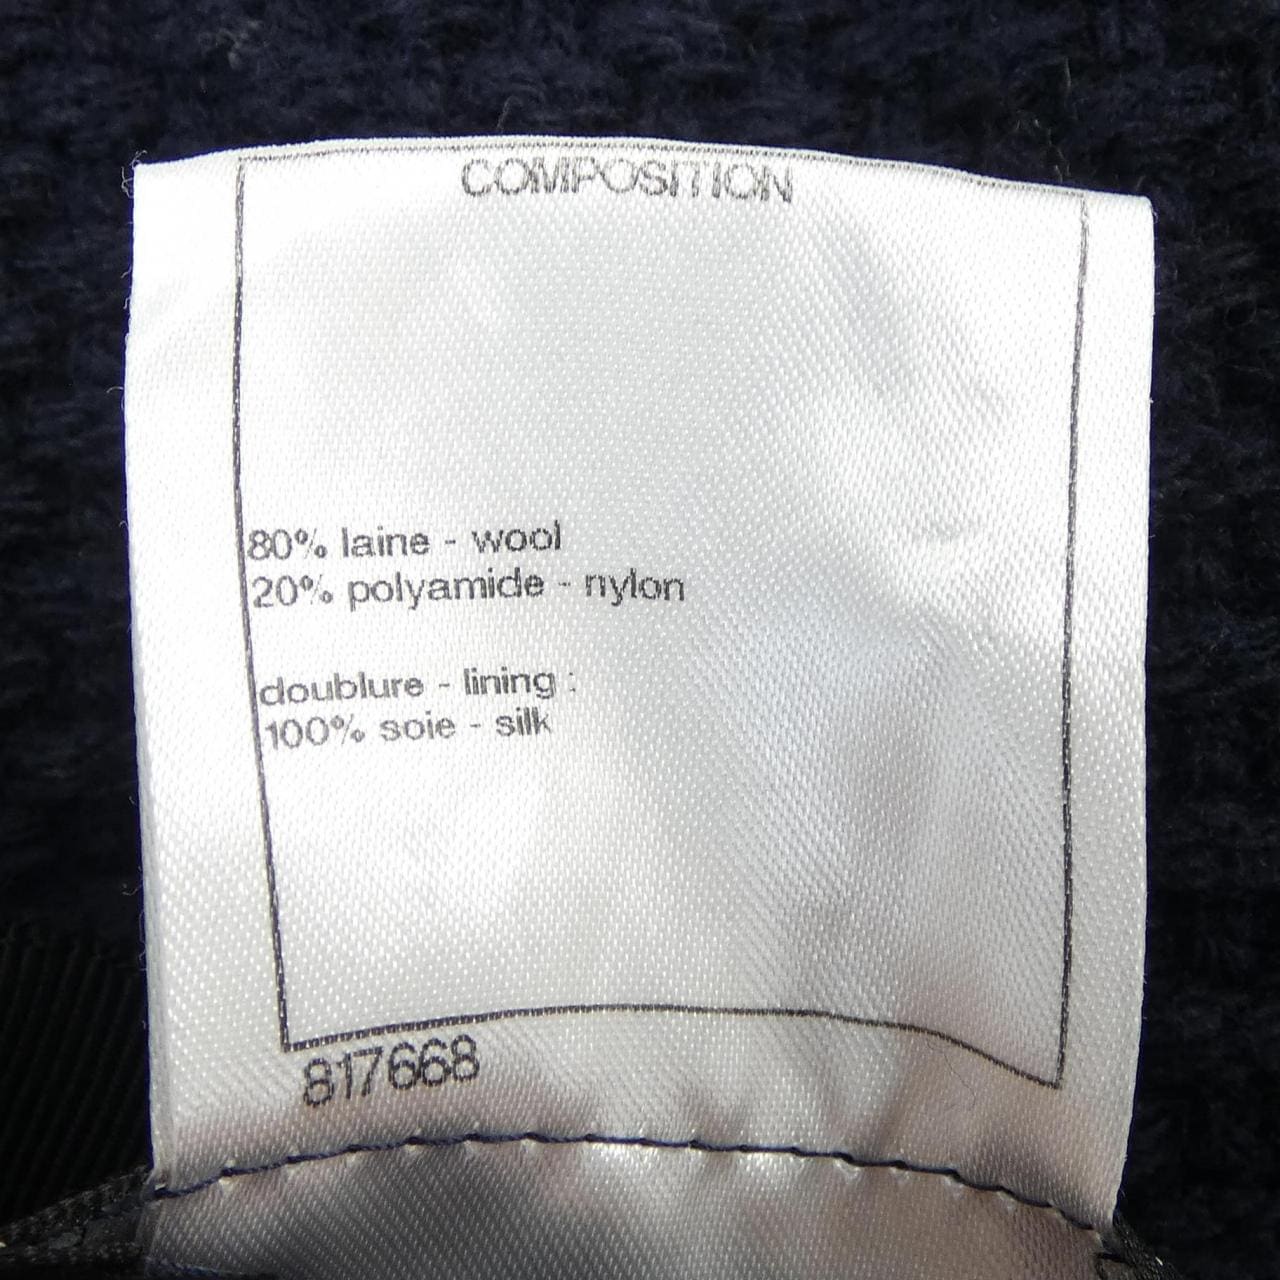 COMPOSITION
80% laine - wool
20% polyamide - nylon
doublure - lining :
100% soie - silk
817668